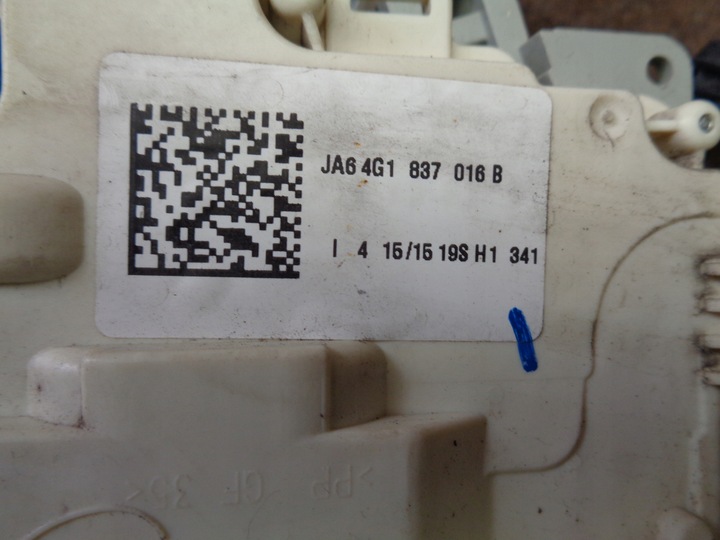 JA6 4G1 837 016 B
I 4 15/15 19S H1 341
>PP GF 35<